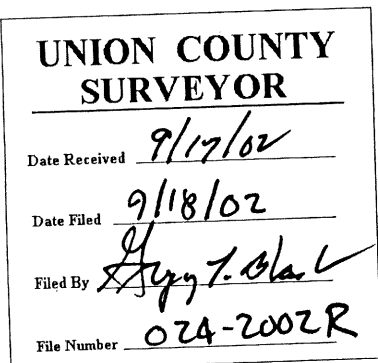 UNION COUNTY
SURVEYOR
Date Received 9/17/02
Date Filed 9/18/02
Filed By
File Number 024-2002R